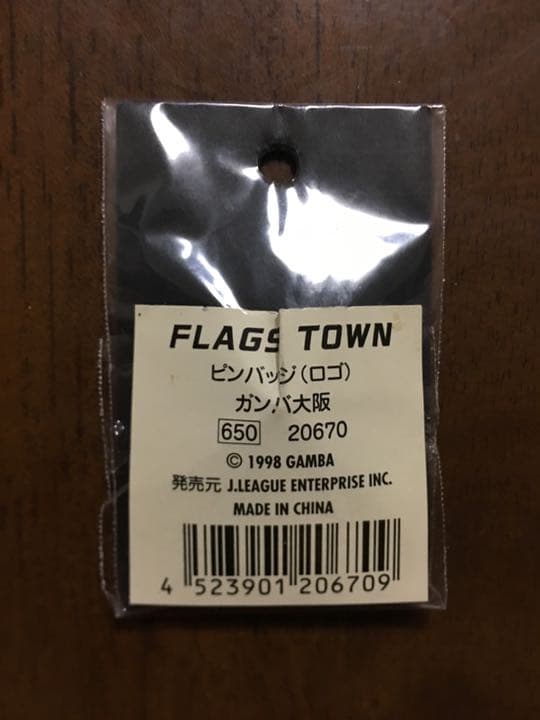 FLAGS TOWN
ピンバッジ(ロゴ)
ガンバ大阪
650 20670
© 1998 GAMBA
発売元 J.LEAGUE ENTERPRISE INC.
MADE IN CHINA
4 523901 206709